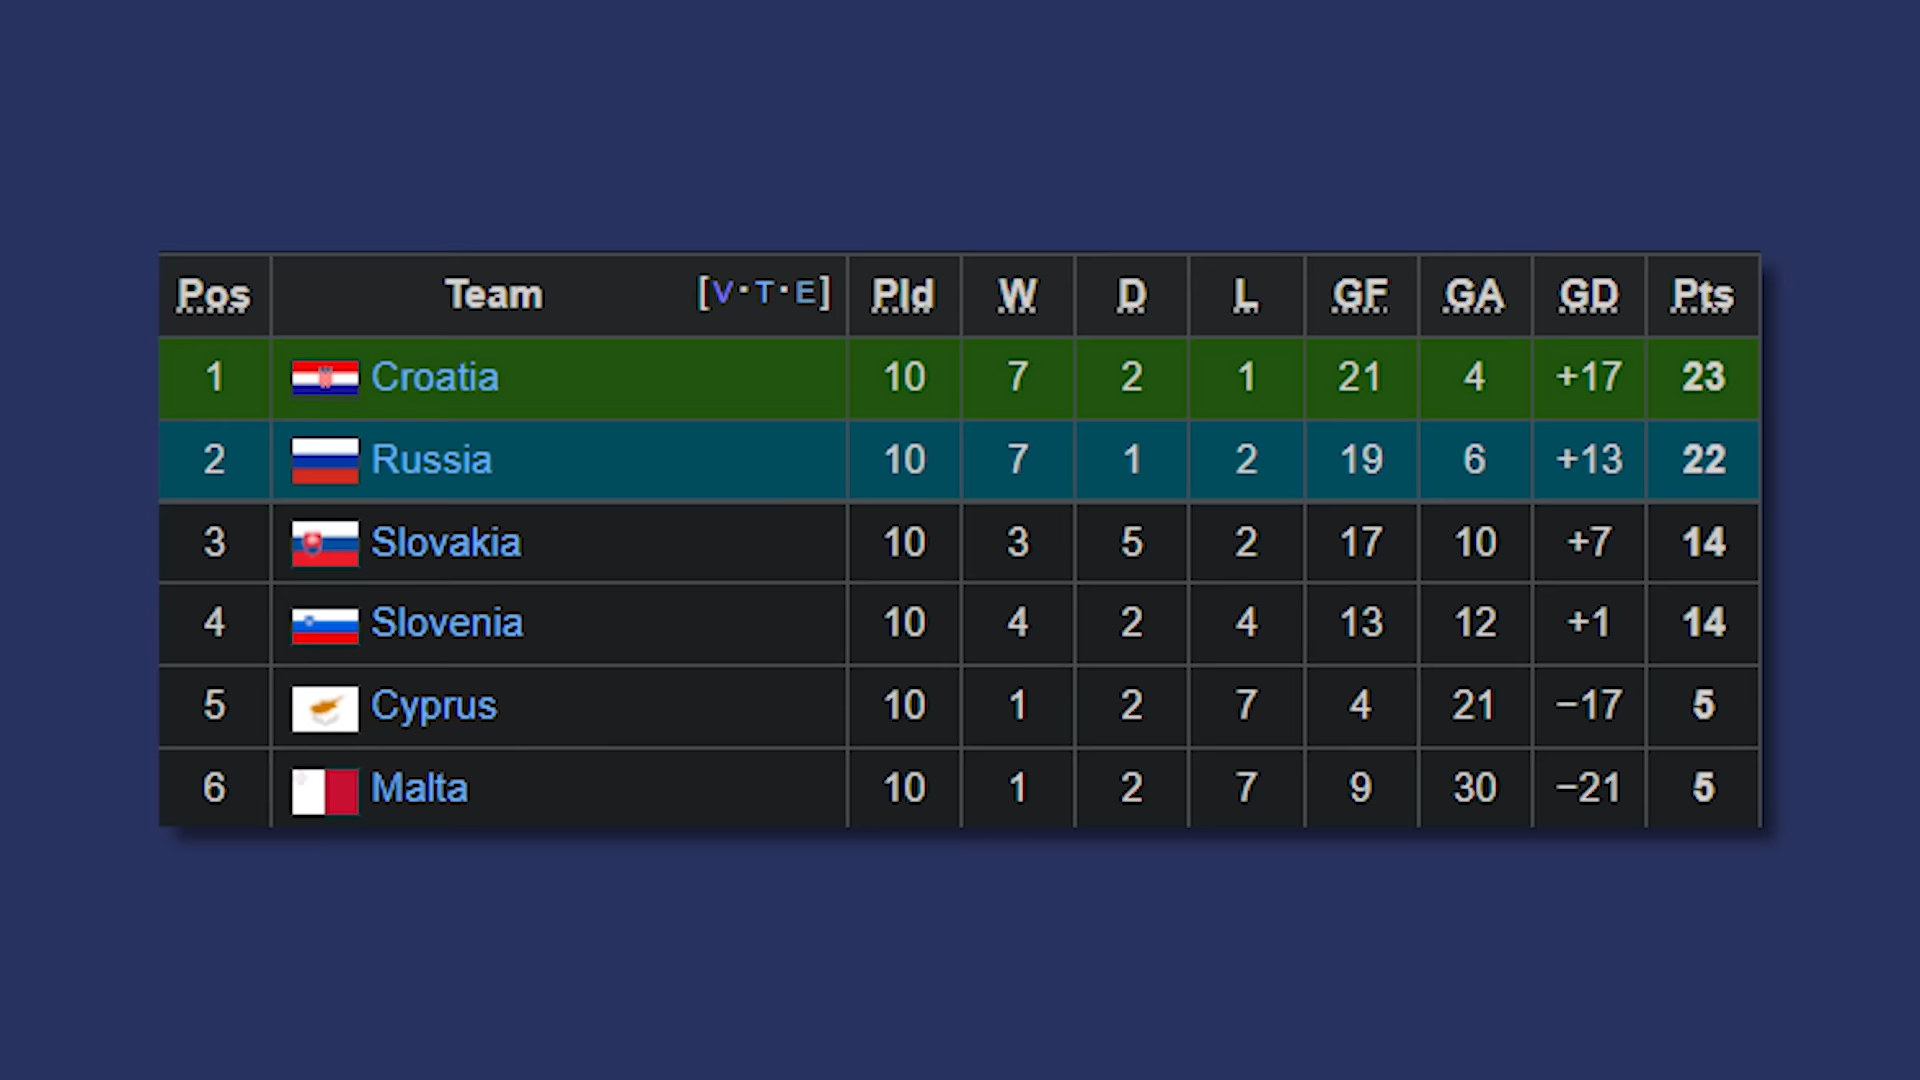 Pos Team [V·T·E] Pld W D L GF GA GD Pts
1 Croatia 10 7 2 1 21 4 +17 23
2 Russia 10 7 1 2 19 6 +13 22
3 Slovakia 10 3 5 2 17 10 +7 14
4 Slovenia 10 4 2 4 13 12 +1 14
5 Cyprus 10 1 2 7 4 21 −17 5
6 Malta 10 1 2 7 9 30 −21 5